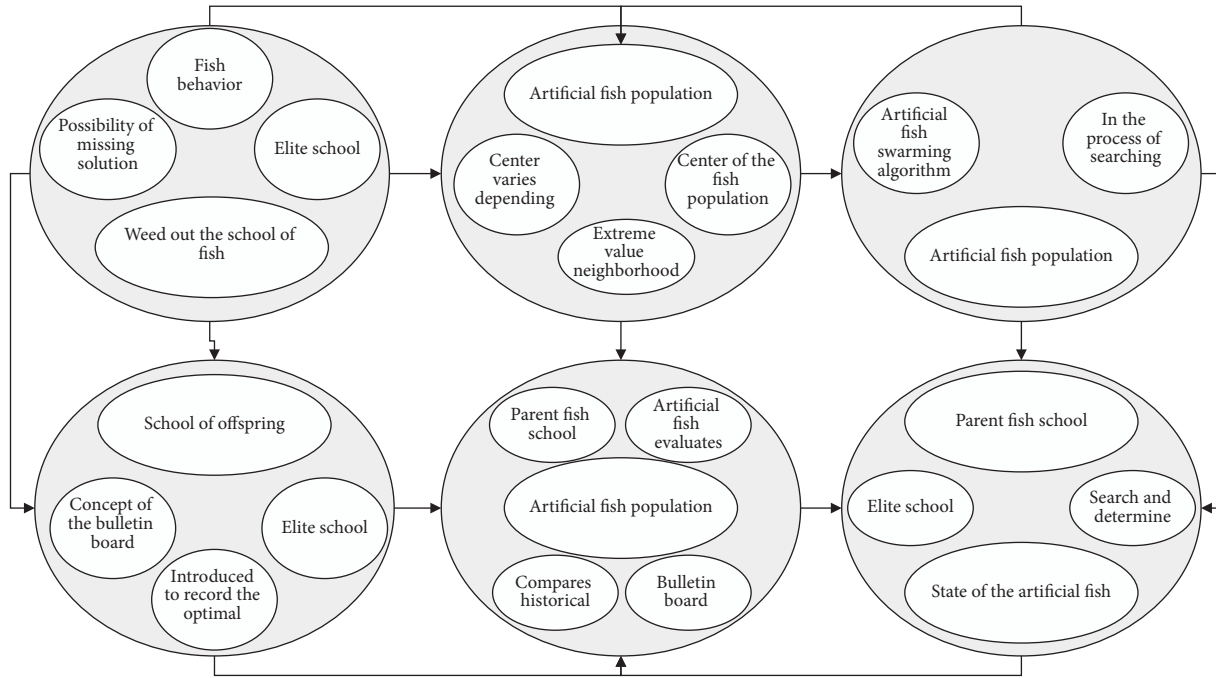 Fish
behavior
Possibility of
missing
solution
Elite school
Weed out the school of
fish
Artificial fish population
Center
varies
depending
Center of the
fish
population
Extreme
value
neighborhood
Artificial
fish
swarming
algorithm
In the
process of
searching
Artificial fish population
School of offspring
Concept of
the bulletin
board
Elite school
Introduced
to record the
optimal
Parent fish
school
Artificial
fish
evaluates
Artificial fish population
Compares
historical
Bulletin
board
Parent fish school
Elite school
Search and
determine
State of the artificial fish